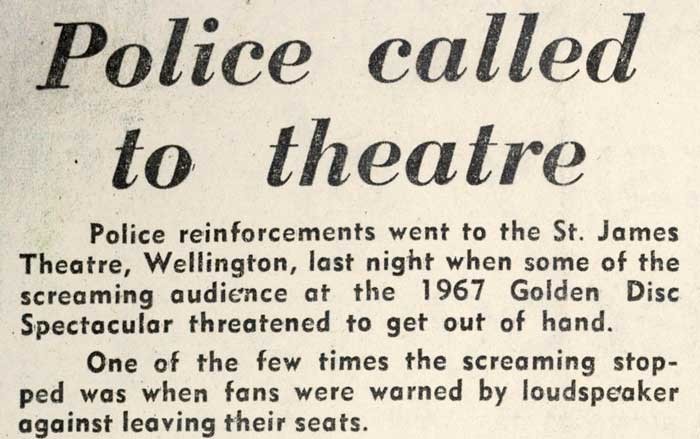 Police called
to theatre
Police reinforcements went to the St. James
Theatre, Wellington, last night when some of the
screaming audience at the 1967 Golden Disc
Spectacular threatened to get out of hand.
One of the few times the screaming stop-
ped was when fans were warned by loudspeaker
against leaving their seats.